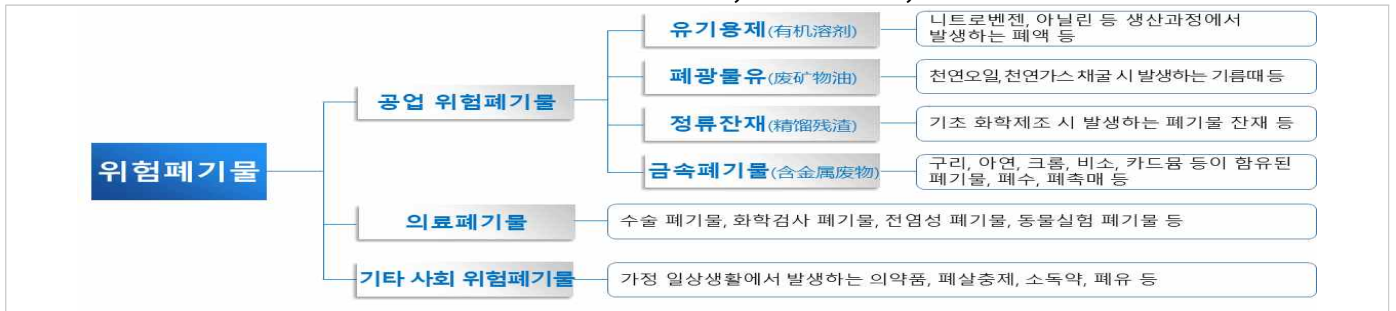 위험폐기물
공업 위험폐기물
유기용제(有机溶剂)
니트로벤젠, 아닐린 등 생산과정에서
발생하는 폐액 등
폐광물유(废矿物油)
천연오일,천연가스 채굴 시 발생하는 기름때 등
정류잔재(精馏残渣)
기초 화학제조 시 발생하는 폐기물 잔재 등
금속폐기물(含金属废物)
구리, 아연, 크롬, 비소, 카드뮴 등이 함유된
폐기물, 폐수, 폐촉매 등
의료폐기물
수술 폐기물, 화학검사 폐기물, 전염성 폐기물, 동물실험 폐기물 등
기타 사회 위험폐기물
가정 일상생활에서 발생하는 의약품, 폐살충제, 소독약, 폐유 등